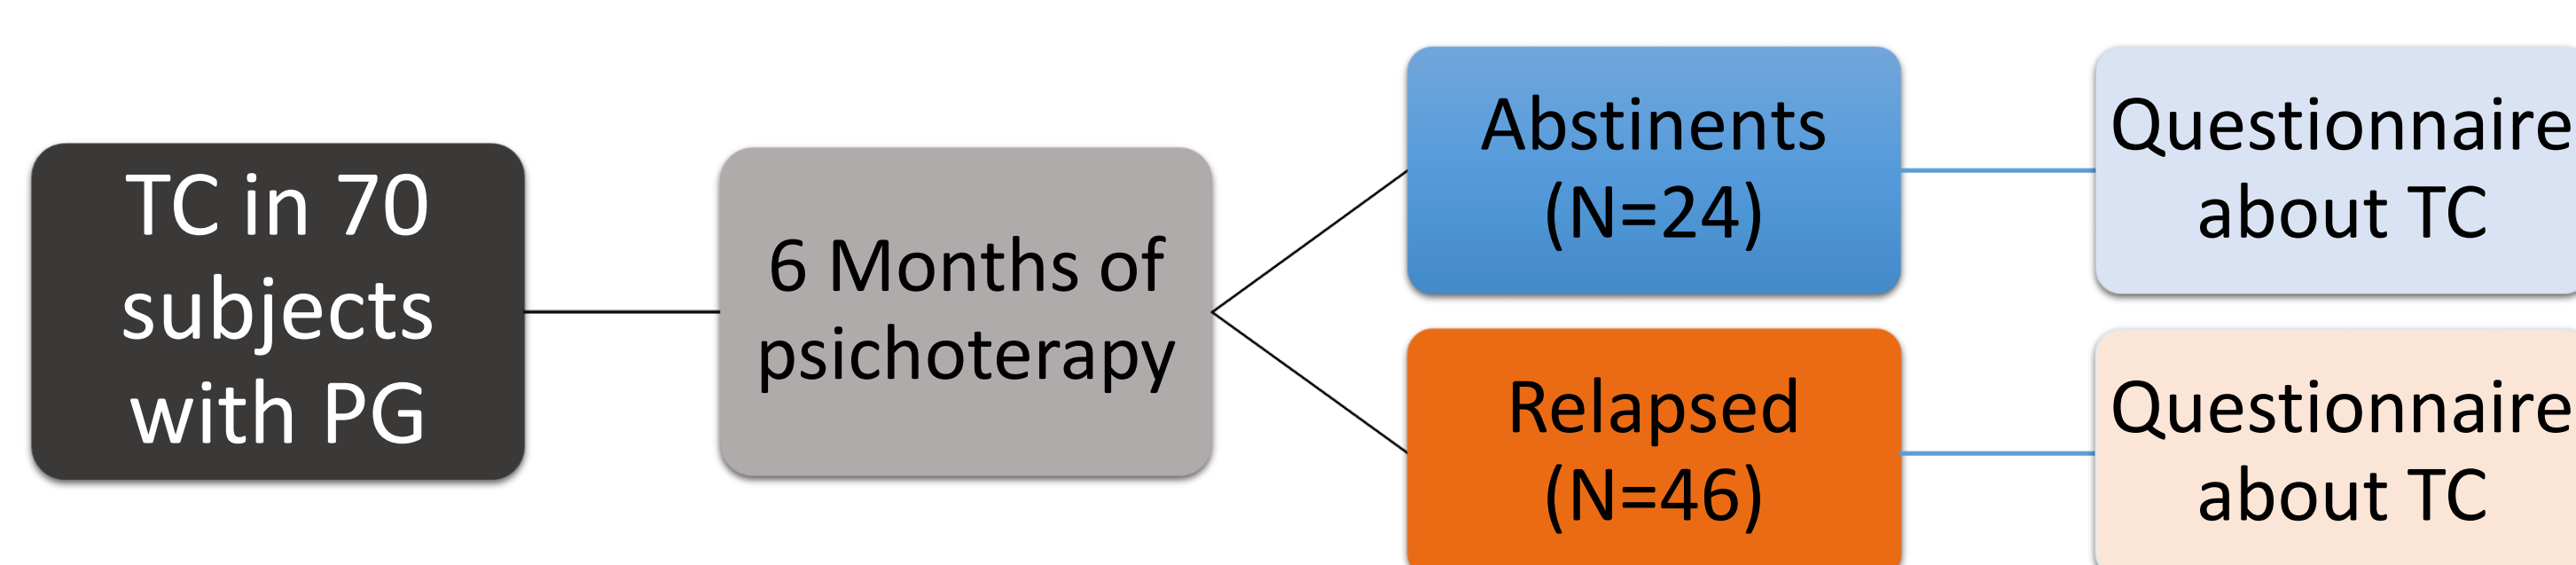 TC in 70
subjects
with PG
6 Months of
psichoterapy
Abstinents
(N=24)
Questionnaire
about TC
Relapsed
(N=46)
Questionnaire
about TC